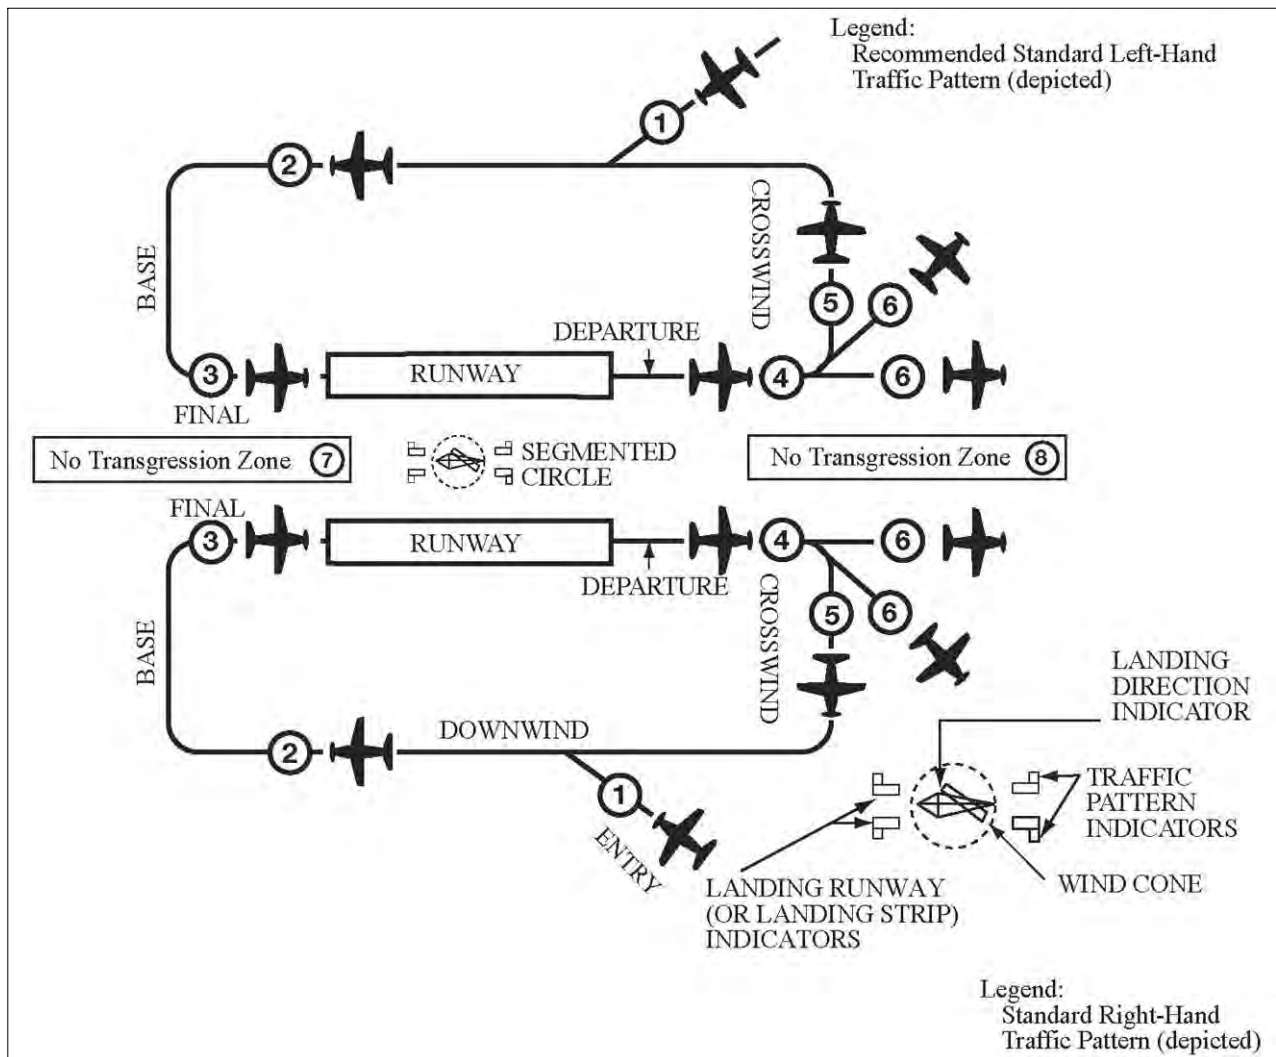 Legend:
Recommended Standard Left-Hand
Traffic Pattern (depicted)
1
2
CROSSWIND
BASE
5
6
DEPARTURE
3
RUNWAY
4
6
FINAL
No Transgression Zone 7
SEGMENTED
CIRCLE
No Transgression Zone 8
FINAL
3
RUNWAY
4
6
DEPARTURE
CROSSWIND
BASE
5
6
LANDING
DIRECTION
INDICATOR
DOWNWIND
2
1
ENTRY
TRAFFIC
PATTERN
INDICATORS
WIND CONE
LANDING RUNWAY
(OR LANDING STRIP)
INDICATORS
Legend:
Standard Right-Hand
Traffic Pattern (depicted)